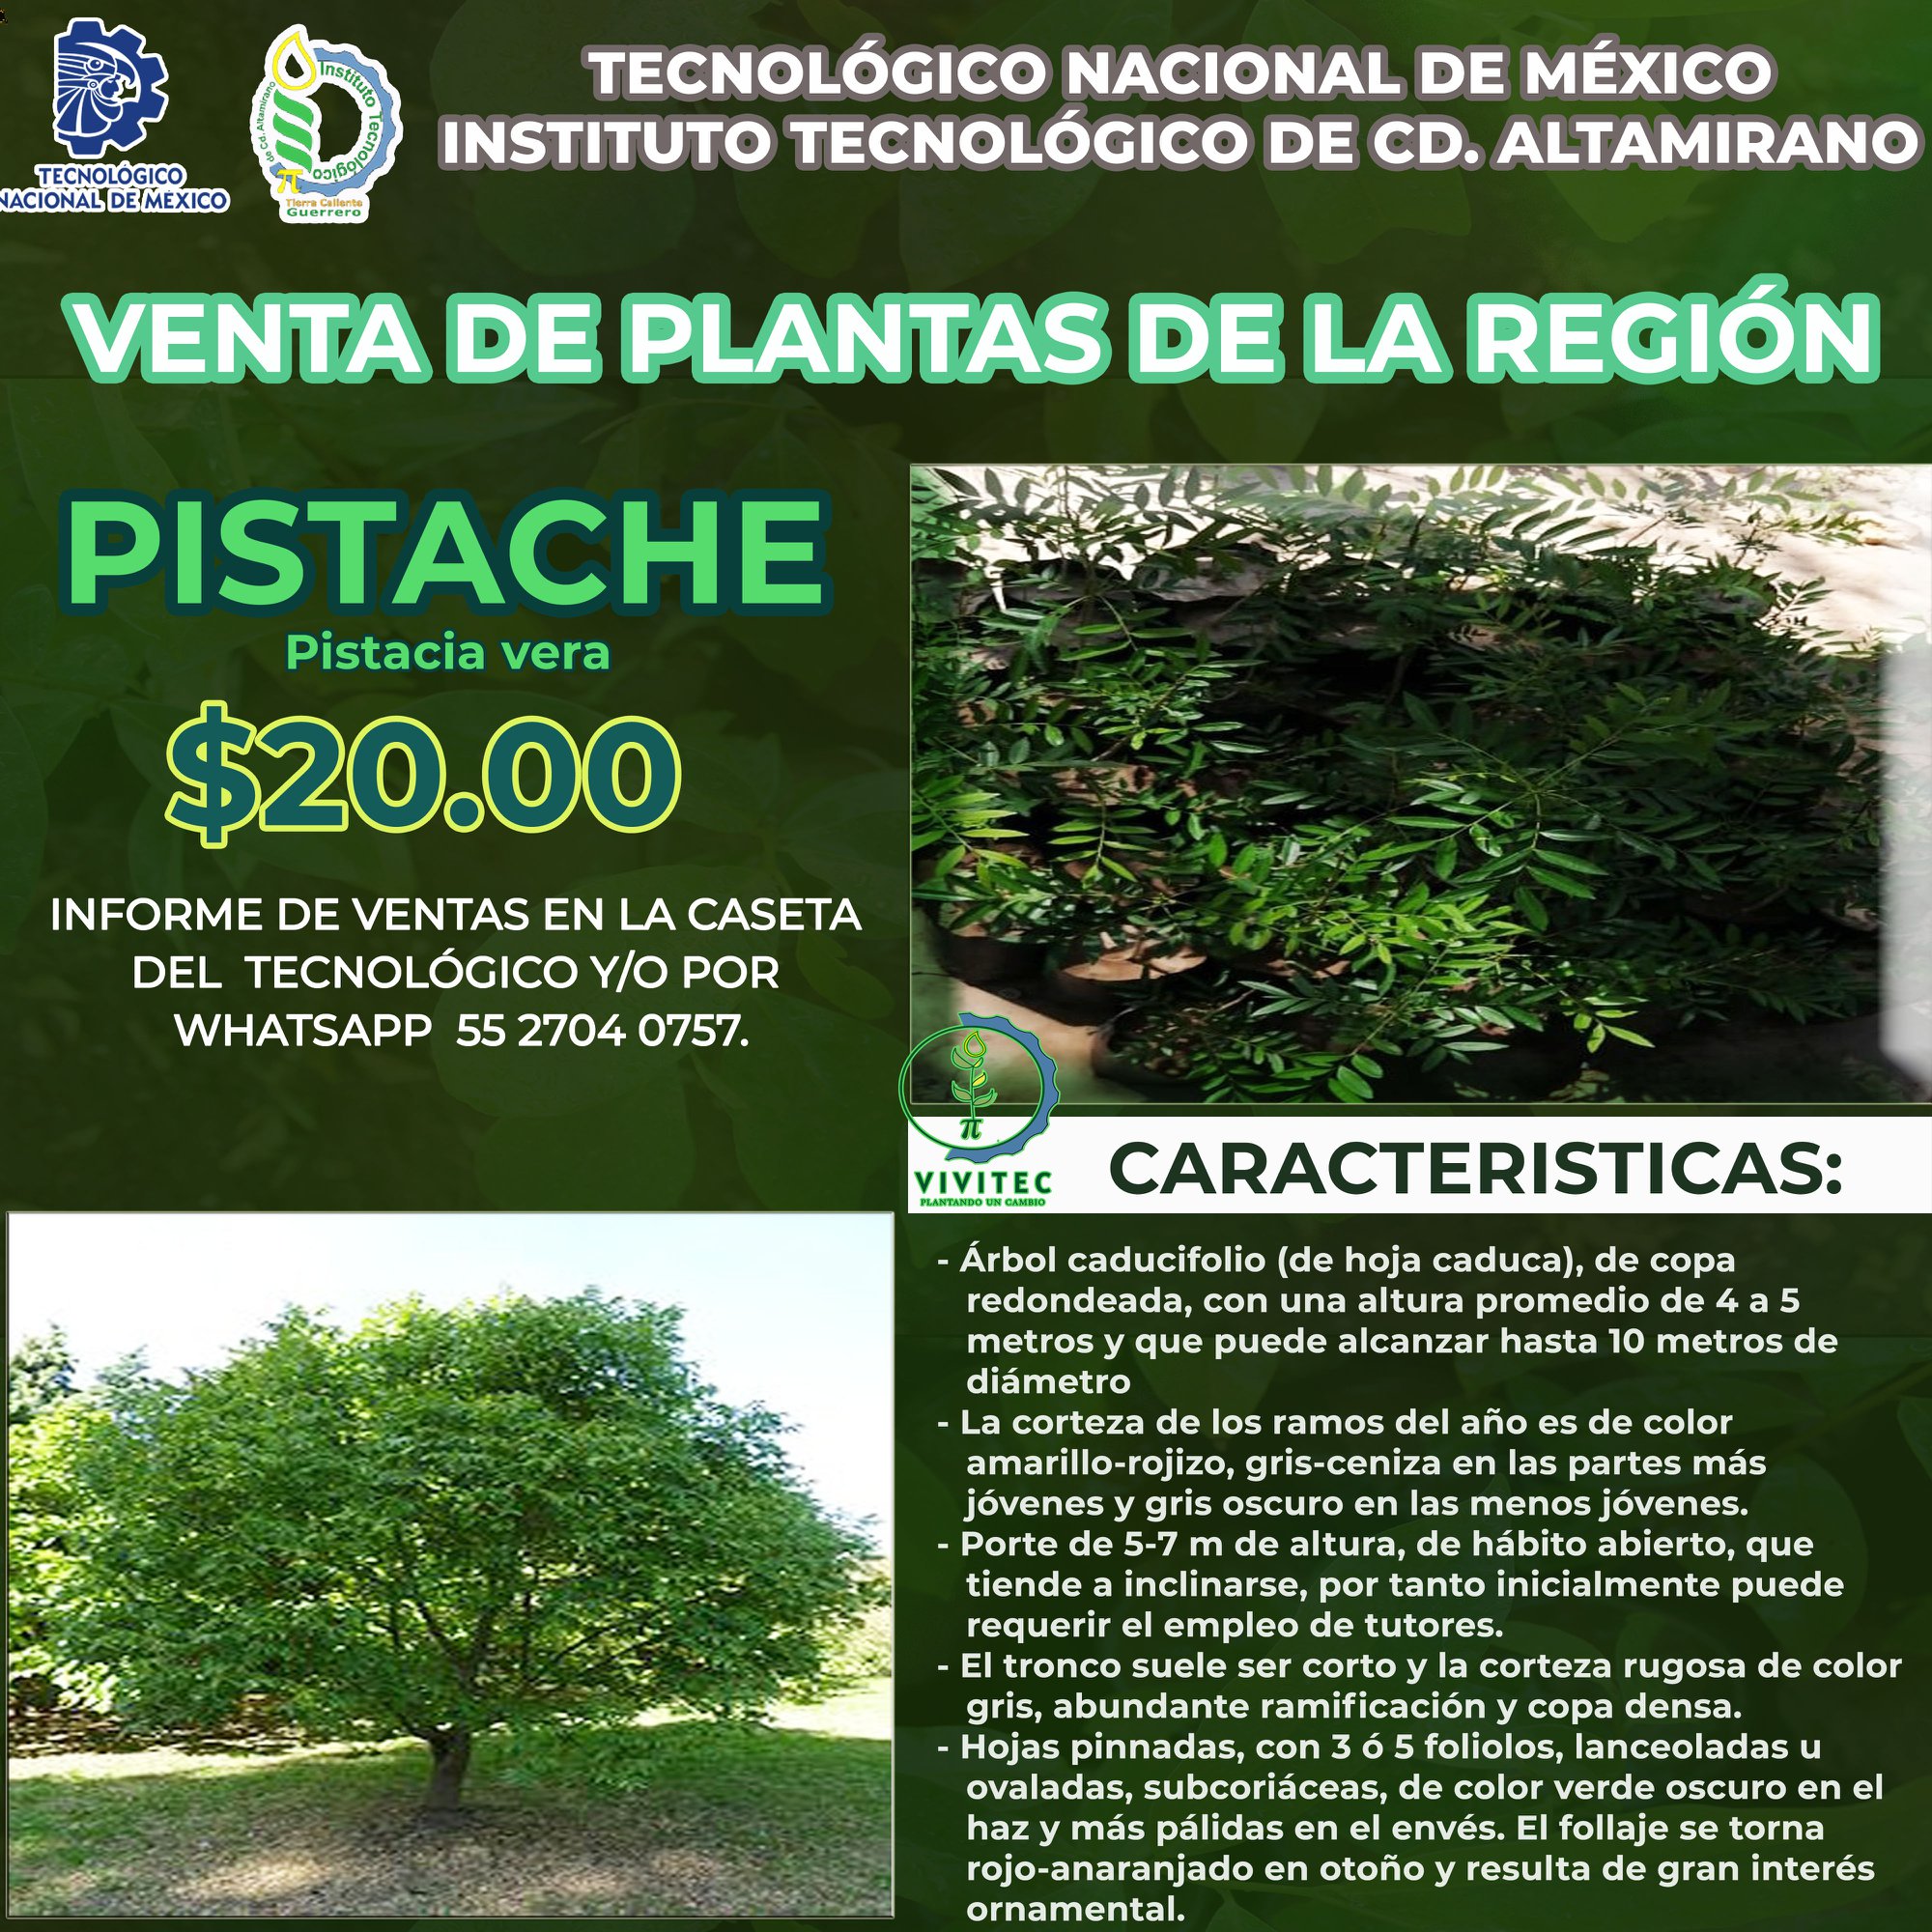 TECNOLÓGICO NACIONAL DE MÉXICO
INSTITUTO TECNOLÓGICO DE CD. ALTAMIRANO
TECNOLÓGICO
NACIONAL DE MÉXICO
Instituto Tecnológico
de Cd. Altamirano
Tierra Caliente
Guerrero
VENTA DE PLANTAS DE LA REGIÓN
PISTACHE
Pistacia vera
$20.00
INFORME DE VENTAS EN LA CASETA
DEL TECNOLÓGICO Y/O POR
WHATSAPP 55 2704 0757.
π
VIVITEC
PLANTANDO UN CAMBIO
CARACTERISTICAS:
- Árbol caducifolio (de hoja caduca), de copa
redondeada, con una altura promedio de 4 a 5
metros y que puede alcanzar hasta 10 metros de
diámetro
- La corteza de los ramos del año es de color
amarillo-rojizo, gris-ceniza en las partes más
jóvenes y gris oscuro en las menos jóvenes.
- Porte de 5-7 m de altura, de hábito abierto, que
tiende a inclinarse, por tanto inicialmente puede
requerir el empleo de tutores.
- El tronco suele ser corto y la corteza rugosa de color
gris, abundante ramificación y copa densa.
- Hojas pinnadas, con 3 ó 5 foliolos, lanceoladas u
ovaladas, subcoriáceas, de color verde oscuro en el
haz y más pálidas en el envés. El follaje se torna
rojo-anaranjado en otoño y resulta de gran interés
ornamental.